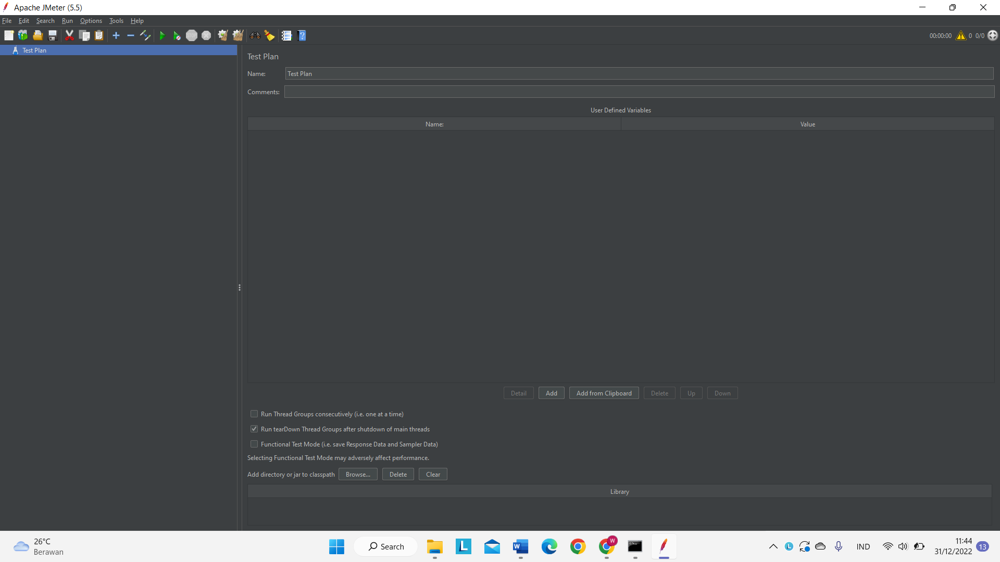 Apache JMeter (5.5)
File Edit Search Run Options Tools Help
00:00:00 0 0/0
Test Plan
Test Plan
Name: Test Plan
Comments:
User Defined Variables
Name: Value
Detail Add Add from Clipboard Delete Up Down
Run Thread Groups consecutively (i.e. one at a time)
Run tearDown Thread Groups after shutdown of main threads
Functional Test Mode (i.e. save Response Data and Sampler Data)
Selecting Functional Test Mode may adversely affect performance.
Add directory or jar to classpath Browse... Delete Clear
Library
26°C
Berawan
Search
W
IND
11:44
31/12/2022
13